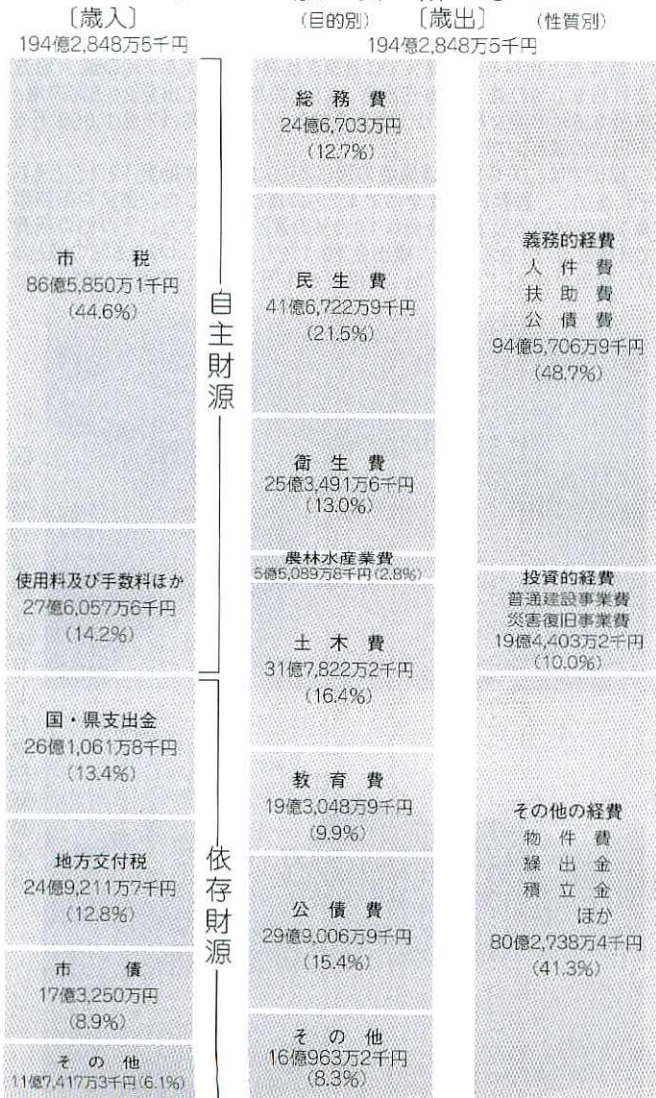 〔歳入〕
194億2,848万5千円
市税
86億5,850万1千円
(44.6%)
使用料及び手数料ほか
27億6,057万6千円
(14.2%)
国・県支出金
26億1,061万8千円
(13.4%)
地方交付税
24億9,211万7千円
(12.8%)
市債
17億3,250万円
(8.9%)
その他
11億7,417万3千円(6.1%)
自主財源
依存財源
(目的別)
〔歳出〕
(性質別)
194億2,848万5千円
総務費
24億6,703万円
(12.7%)
民生費
41億6,722万9千円
(21.5%)
衛生費
25億3,491万6千円
(13.0%)
農林水産業費
5億5,089万8千円(2.8%)
土木費
31億7,822万2千円
(16.4%)
教育費
19億3,048万9千円
(9.9%)
公債費
29億9,006万9千円
(15.4%)
その他
16億963万2千円
(8.3%)
義務的経費
人件費
扶助費
公債費
94億5,706万9千円
(48.7%)
投資的経費
普通建設事業費
災害復旧事業費
19億4,403万2千円
(10.0%)
その他の経費
物件費
繰出金
積立金
ほか
80億2,738万4千円
(41.3%)